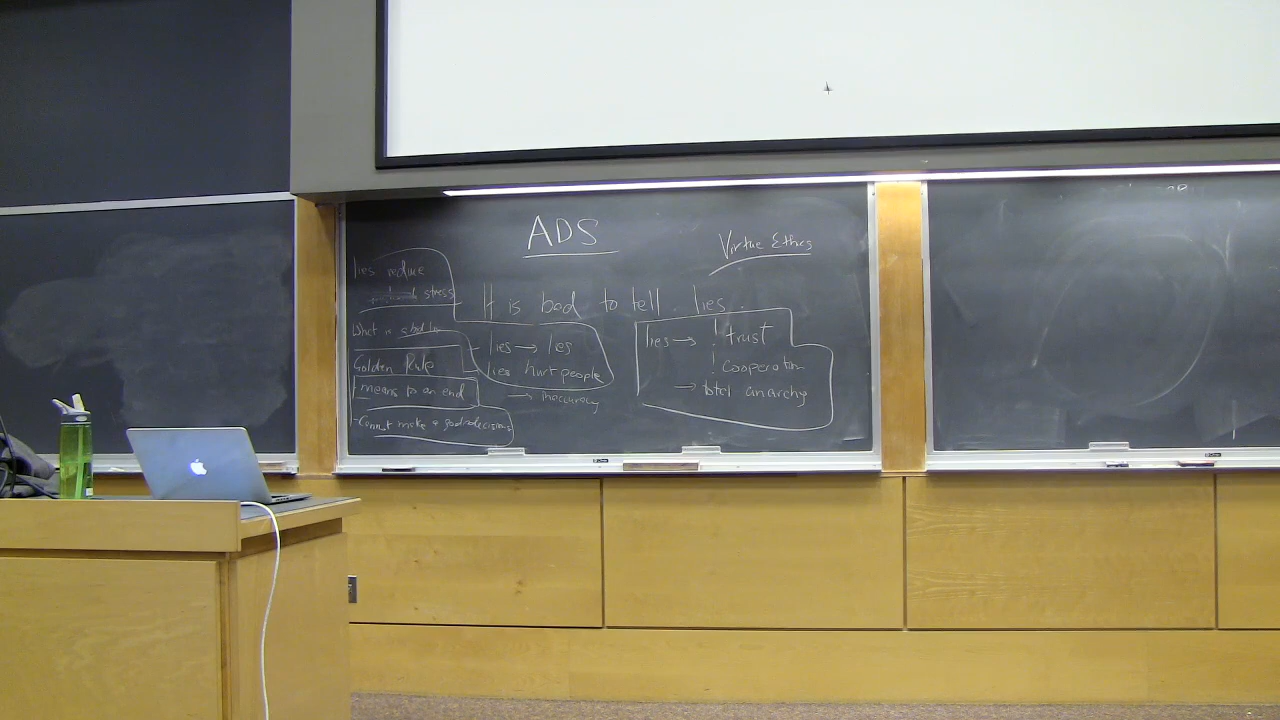 ADS
Virtue Ethics
lies reduce
stress
It is bad to tell lies.
What is
lies → lies
lies hurt people
→ inaccuracy
Golden Rule
means to an end
-Cannot make good decisions
lies → ! trust
! cooperation
→ total anarchy